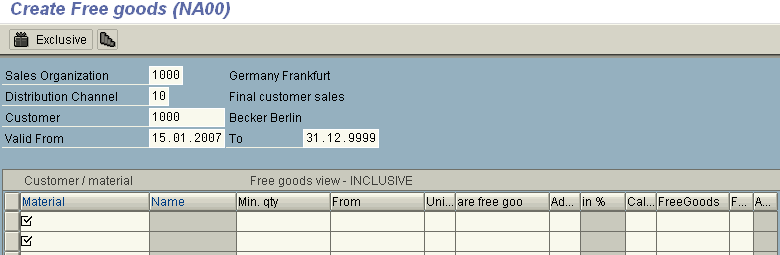 Create Free goods (NA00)
Exclusive
Sales Organization 1000 Germany Frankfurt
Distribution Channel 10 Final customer sales
Customer 1000 Becker Berlin
Valid From 15.01.2007 To 31.12.9999
Customer / material Free goods view - INCLUSIVE
Material Name Min. qty From Uni... are free goo Ad... in % Cal... FreeGoods F... A...